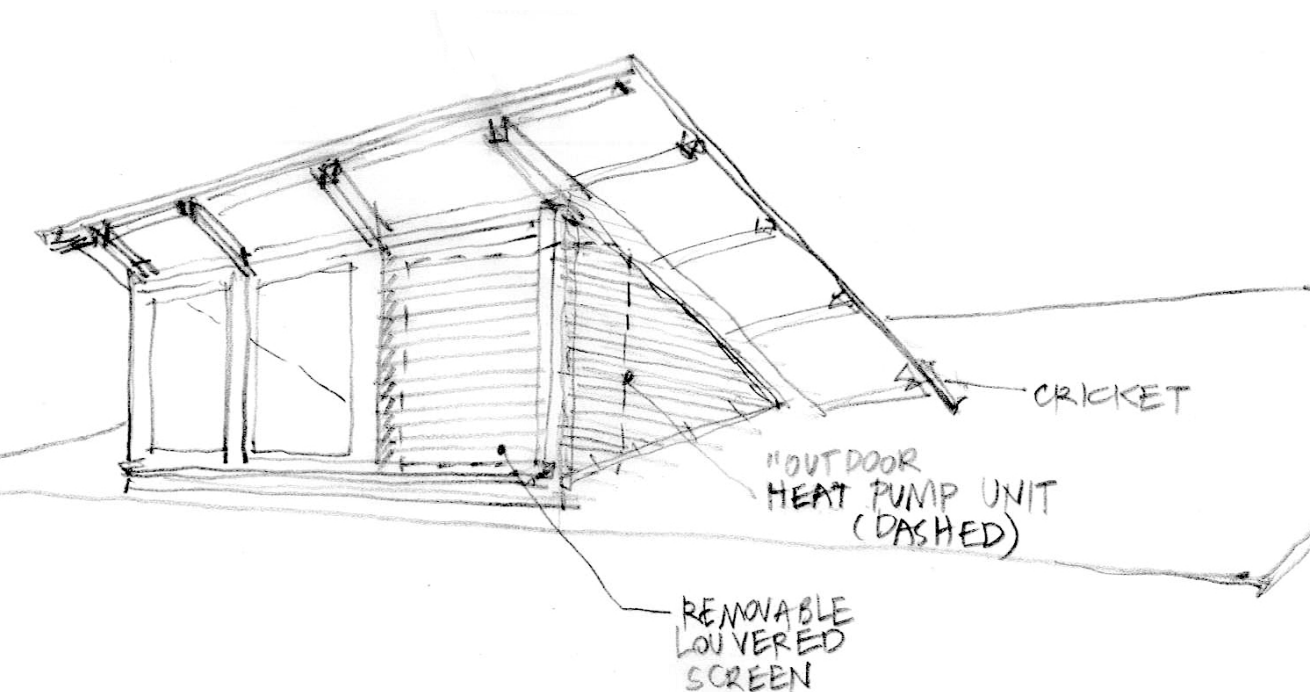 CRICKET
"OUTDOOR
HEAT PUMP UNIT
(DASHED)
REMOVABLE
LOUVERED
SCREEN